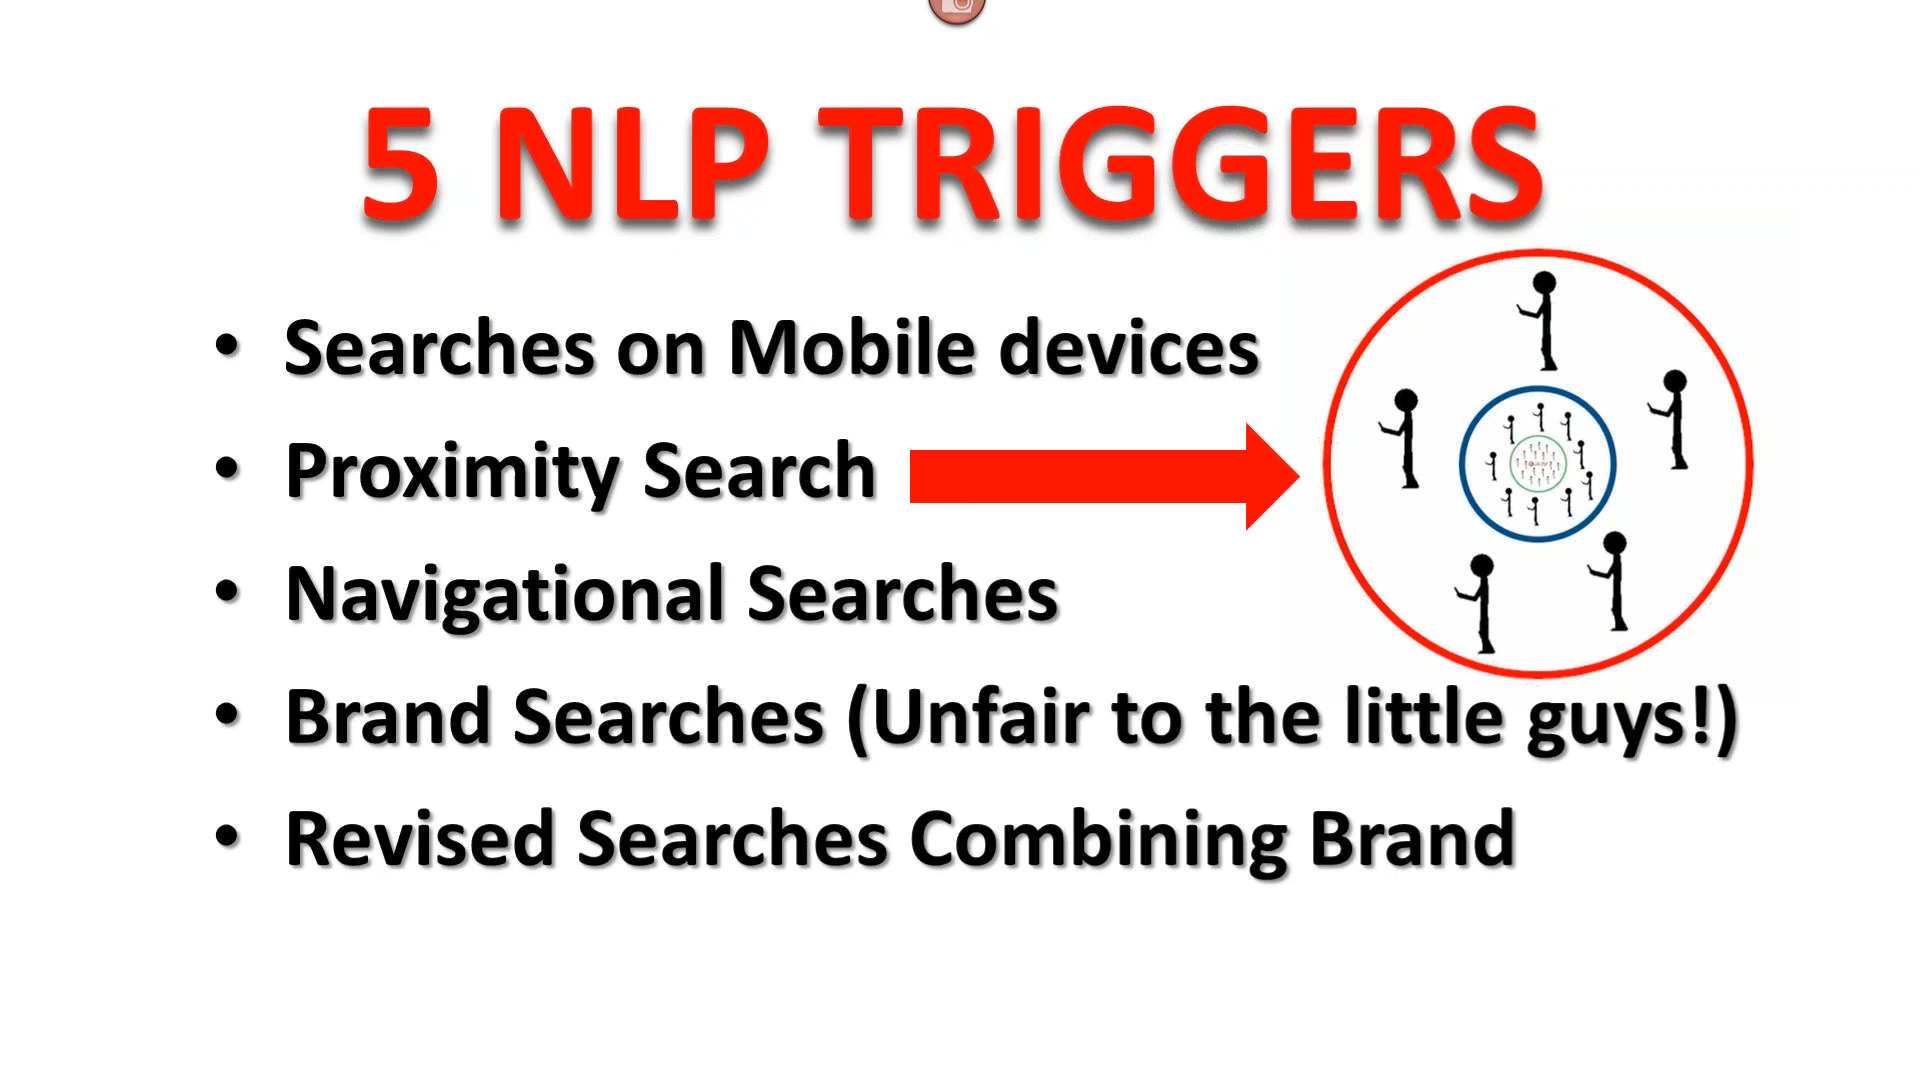 5 NLP TRIGGERS
• Searches on Mobile devices
• Proximity Search
• Navigational Searches
• Brand Searches (Unfair to the little guys!)
• Revised Searches Combining Brand